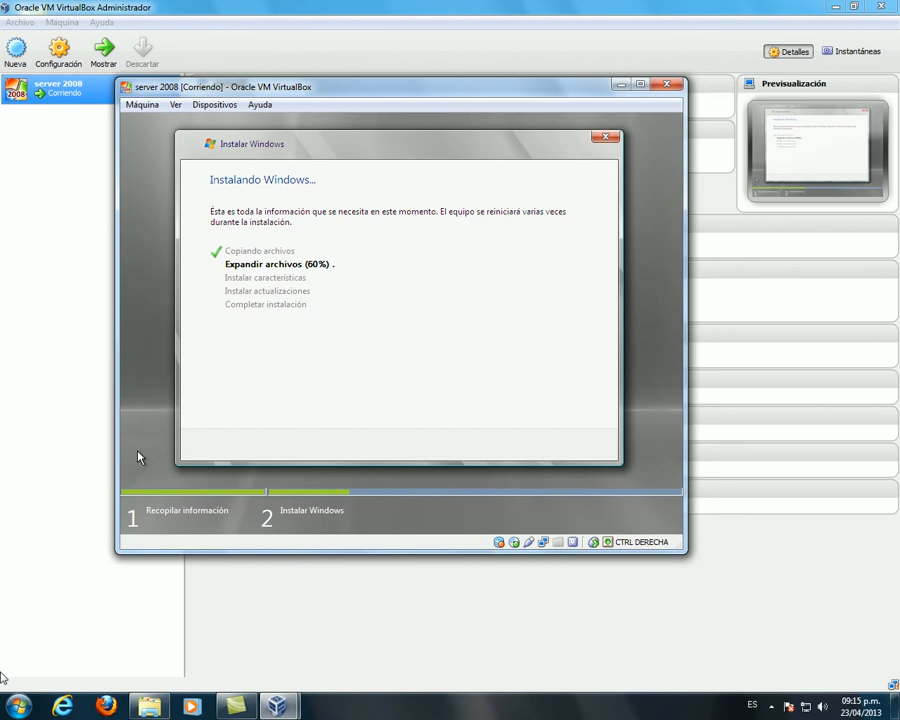 Oracle VM VirtualBox Administrador
Archivo Máquina Ayuda
Nueva Configuración Mostrar Descartar
Detalles Instantáneas
server 2008
Corriendo
2008
Previsualización
server 2008 [Corriendo] - Oracle VM VirtualBox
Máquina Ver Dispositivos Ayuda
Instalar Windows
Instalando Windows...
Ésta es toda la información que se necesita en este momento. El equipo se reiniciará varias veces
durante la instalación.
Copiando archivos
Expandir archivos (60%) .
Instalar características
Instalar actualizaciones
Completar instalación
1 Recopilar información 2 Instalar Windows
CTRL DERECHA
ES
09:15 p.m.
23/04/2013